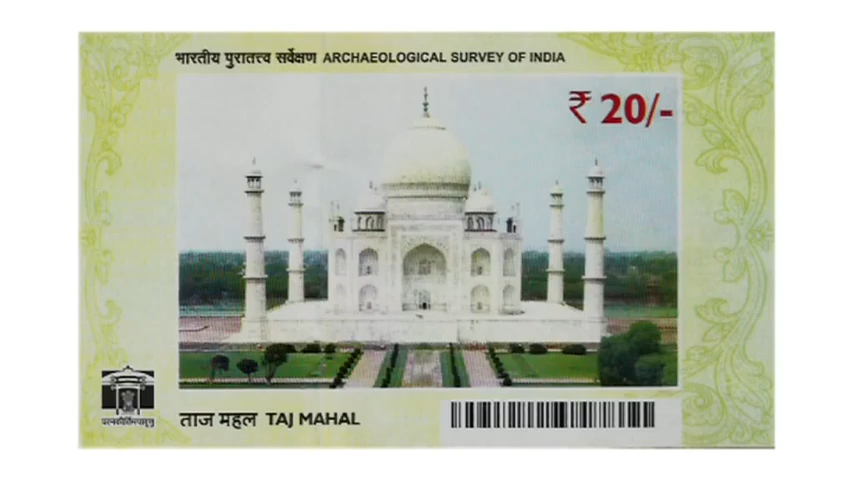 भारतीय पुरातत्त्व सर्वेक्षण ARCHAEOLOGICAL SURVEY OF INDIA
₹ 20/-
ताज महल TAJ MAHAL